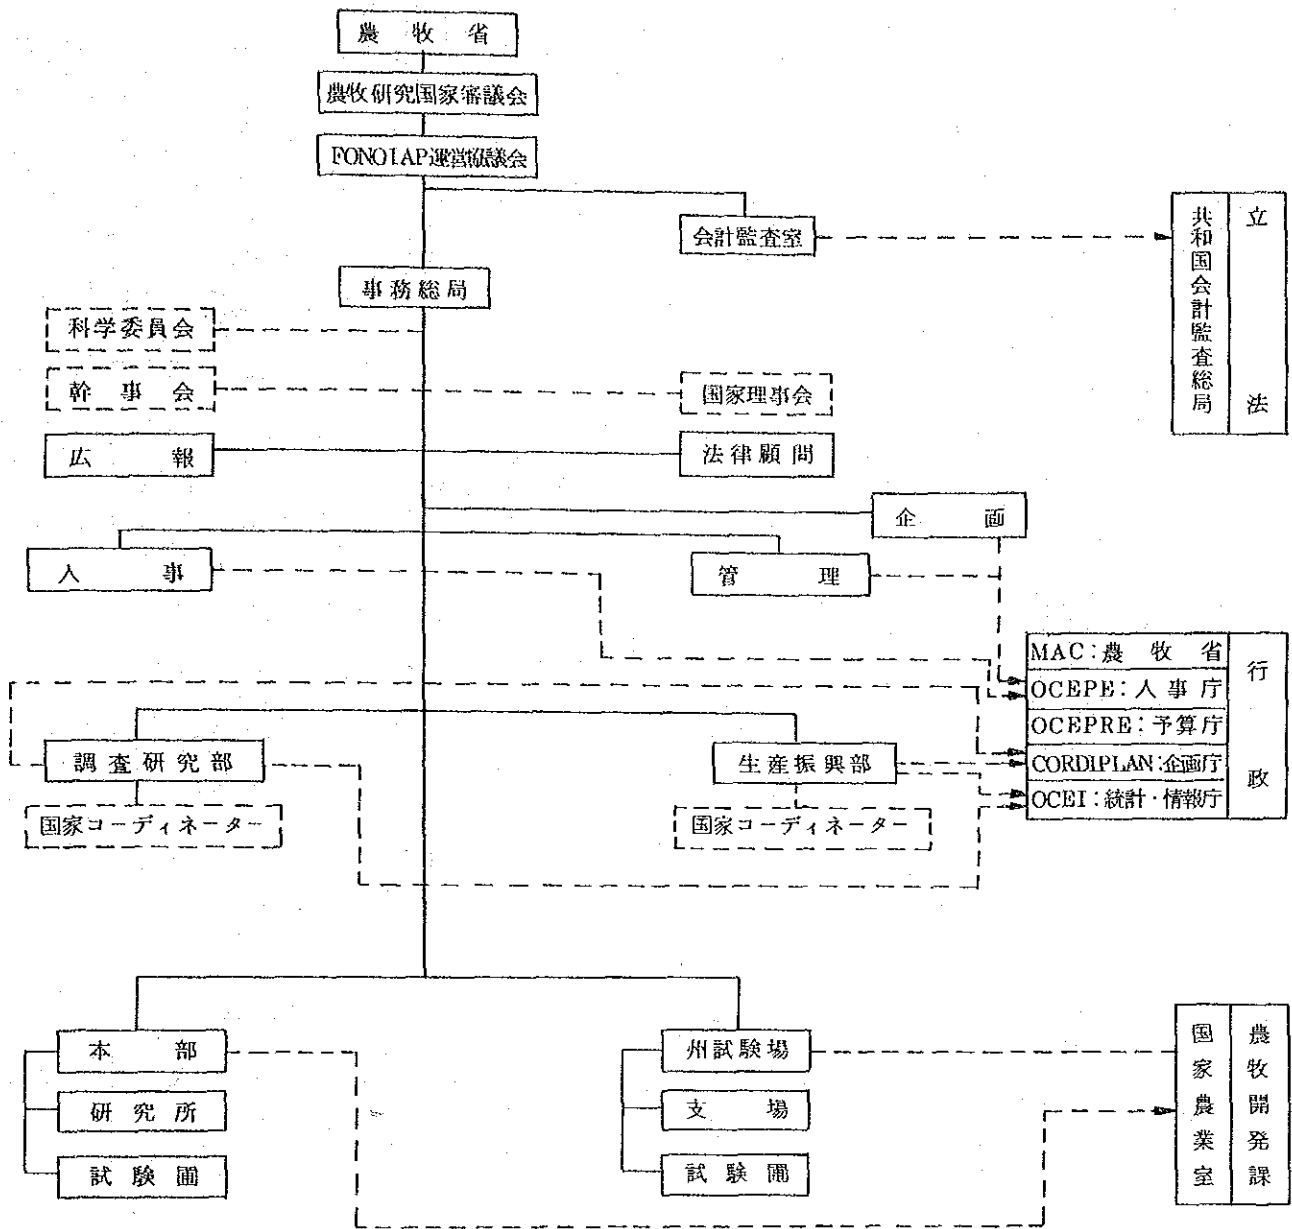 農牧省
農牧研究国家審議会
FONOIAP運営協議会
会計監査室
共和国会計監査総局
立法
事務総局
科学委員会
幹事会
国家理事会
広報
法律顧問
企画
人事
管理
MAC:農牧省
OCEPE:人事庁
OCEPRE:予算庁
CORDIPLAN:企画庁
OCEI:統計・情報庁
行政
調査研究部
生産振興部
国家コーディネーター
国家コーディネーター
本部
州試験場
研究所
支場
試験圃
試験圃
国家農業室
農牧開発課